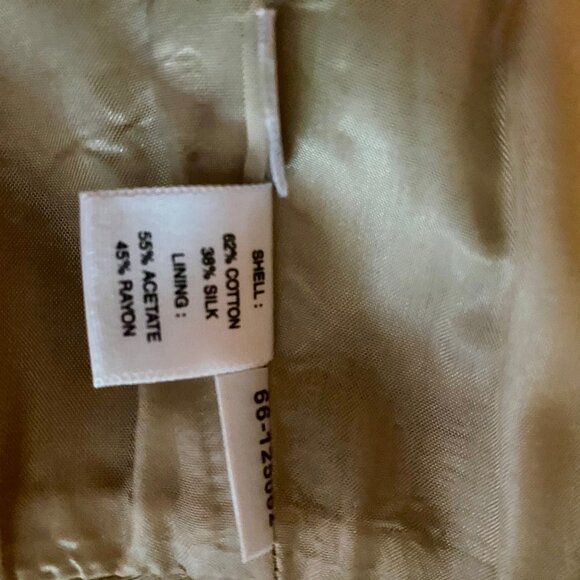 SHELL :
62% COTTON
38% SILK
LINING :
55% ACETATE
45% RAYON